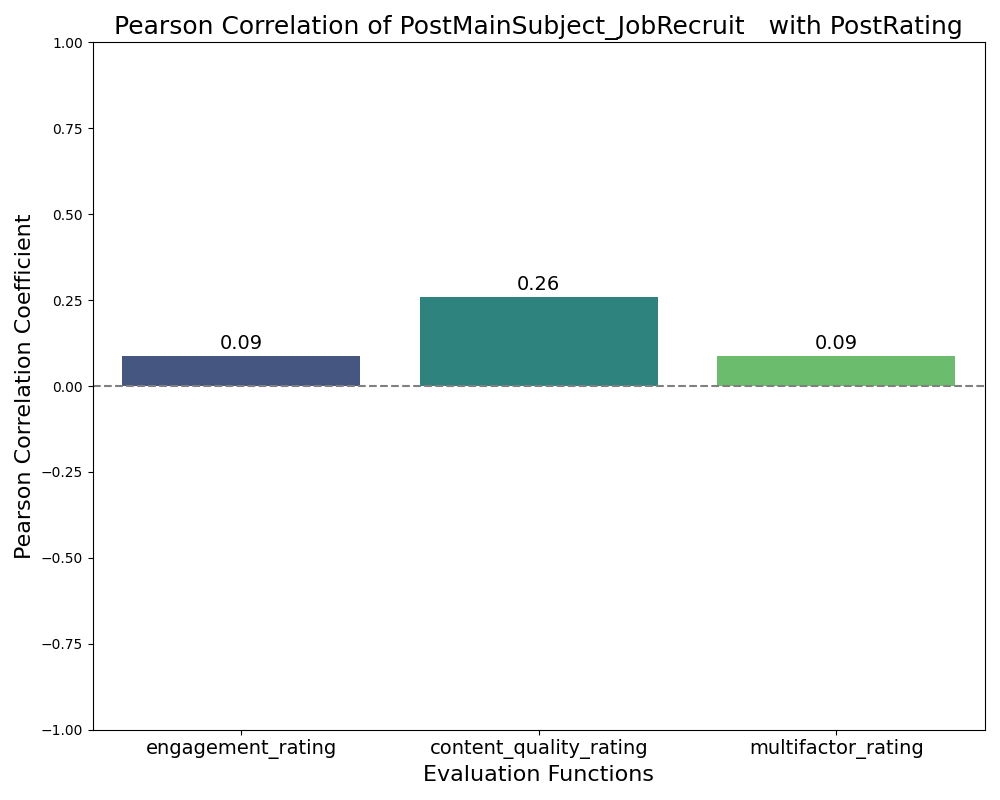 Pearson Correlation of PostMainSubject_JobRecruit   with PostRating
Pearson Correlation Coefficient
1.00
0.75
0.50
0.25
0.00
−0.25
−0.50
−0.75
−1.00
0.09
0.26
0.09
engagement_rating
content_quality_rating
multifactor_rating
Evaluation Functions